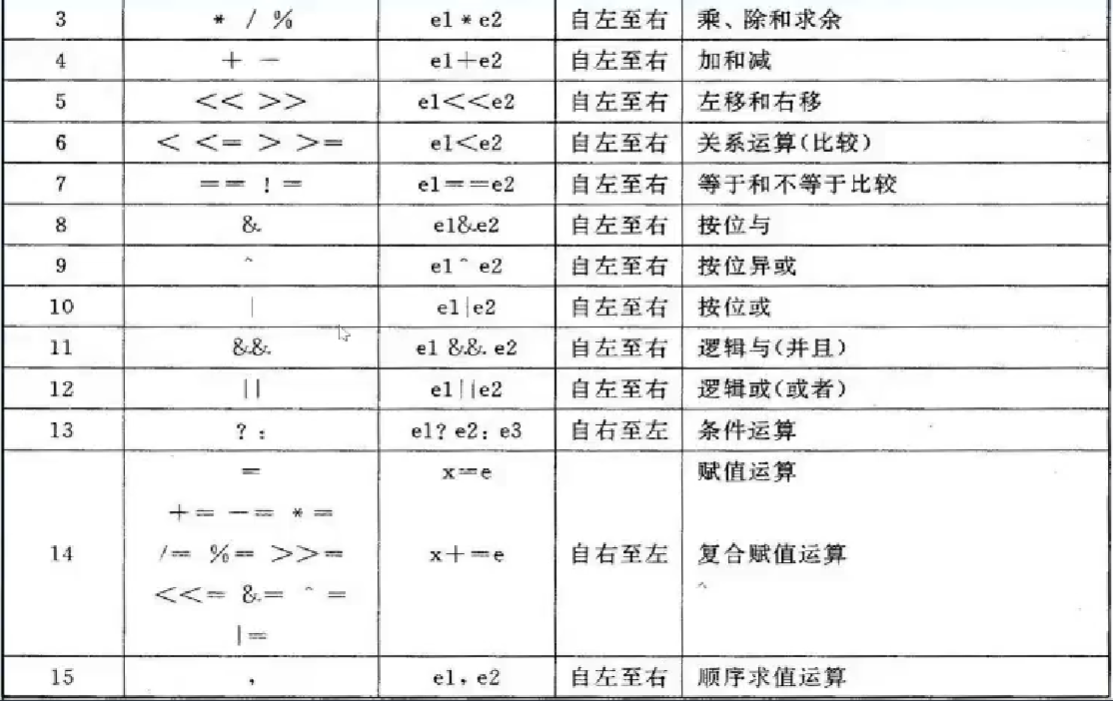 3 * / % e1 * e2 自左至右 乘、除和求余
4 + - e1+e2 自左至右 加和减
5 << >> e1<<e2 自左至右 左移和右移
6 < <= > >= e1<e2 自左至右 关系运算(比较)
7 == != e1==e2 自左至右 等于和不等于比较
8 & e1&e2 自左至右 按位与
9 ^ e1^e2 自左至右 按位异或
10 | e1|e2 自左至右 按位或
11 && e1 && e2 自左至右 逻辑与(并且)
12 || e1||e2 自左至右 逻辑或(或者)
13 ? : e1? e2: e3 自右至左 条件运算
= x=e 赋值运算
+= -= *=
14 /= %= >>= x+=e 自右至左 复合赋值运算
<<= &= ^=
|=
15 , e1, e2 自左至右 顺序求值运算